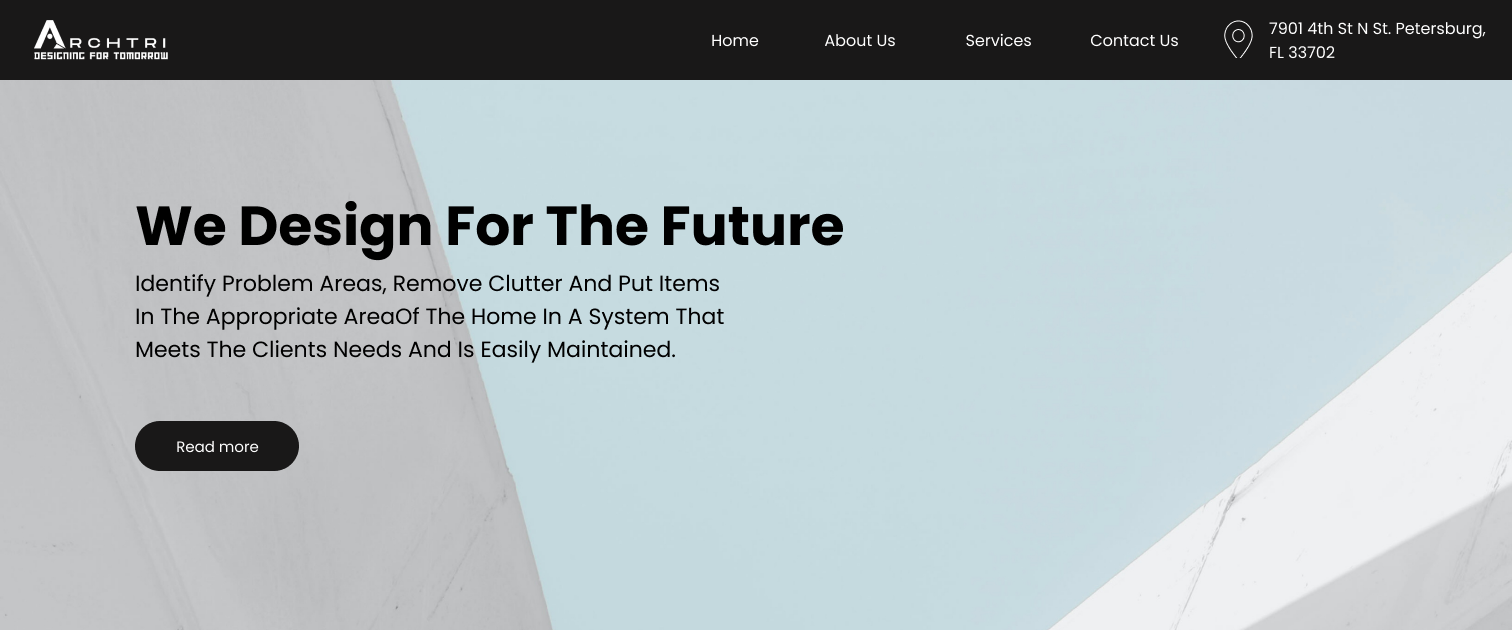 ARCHTRI
DESIGNING FOR TOMORROW
Home
About Us
Services
Contact Us
7901 4th St N St. Petersburg,
FL 33702
We Design For The Future
Identify Problem Areas, Remove Clutter And Put Items
In The Appropriate AreaOf The Home In A System That
Meets The Clients Needs And Is Easily Maintained.
Read more